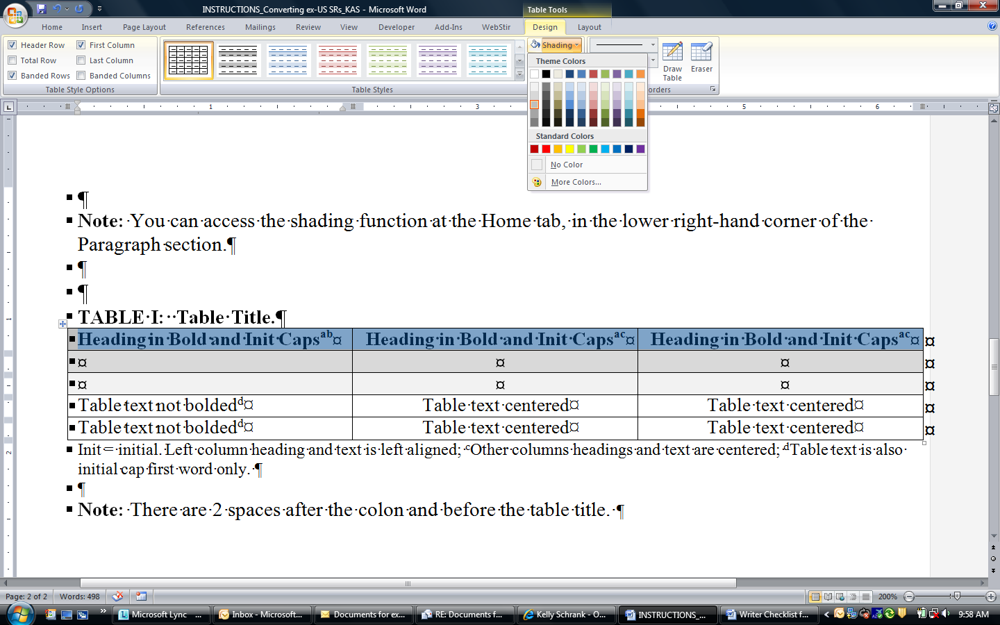 INSTRUCTIONS_Converting ex-US SRs_KAS - Microsoft Word
Table Tools
Home Insert Page Layout References Mailings Review View Developer Add-Ins WebStir Design Layout
Header Row First Column
Total Row Last Column
Banded Rows Banded Columns
Table Style Options
Table Styles
Shading
Theme Colors
Standard Colors
No Color
More Colors...
Draw Table
Eraser
orders
1 3 5 6
Note: You can access the shading function at the Home tab, in the lower right-hand corner of the
Paragraph section.
TABLE I: Table Title.
Heading in Bold and Init Caps^ab Heading in Bold and Init Caps^ac Heading in Bold and Init Caps^ac
Table text not bolded^d Table text centered Table text centered
Table text not bolded^d Table text centered Table text centered
Init = initial. Left column heading and text is left aligned; ^cOther columns headings and text are centered; ^dTable text is also
initial cap first word only.
Note: There are 2 spaces after the colon and before the table title.
Page: 2 of 2 Words: 498 200%
Microsoft Lync ... Inbox - Microsoft... Documents for ex... RE: Documents f... Kelly Schrank - O... INSTRUCTIONS_... Writer Checklist f... 9:58 AM